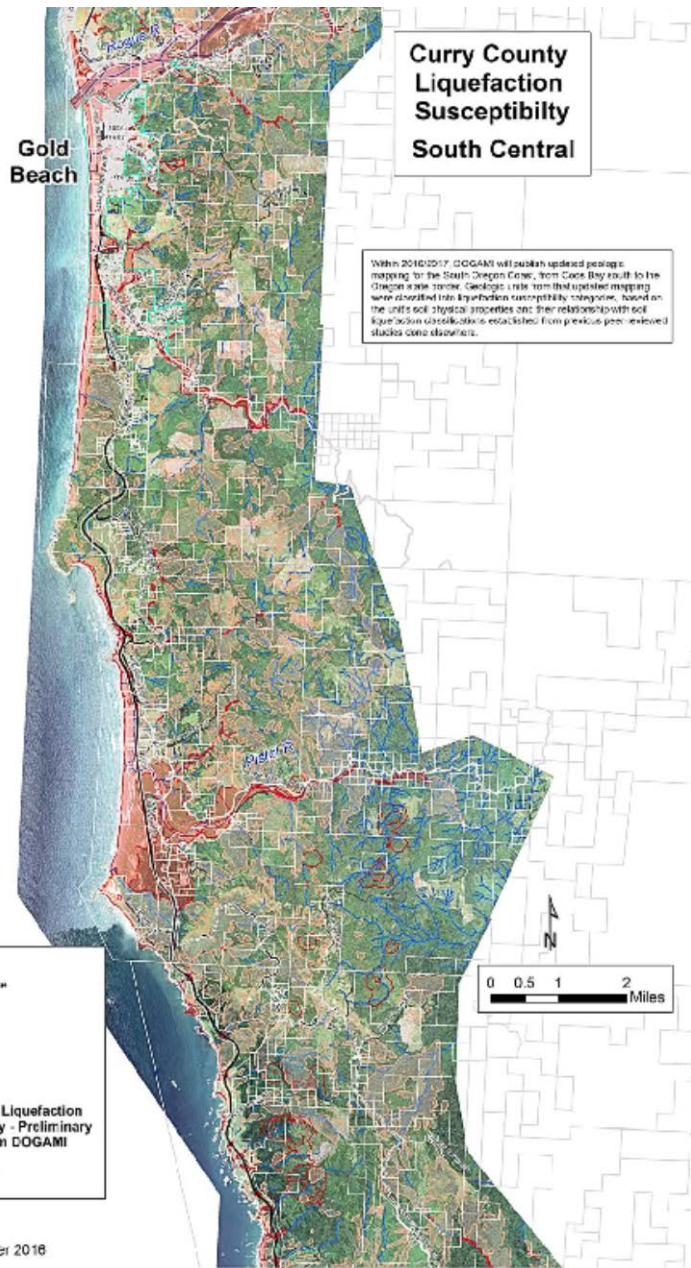 Rogue R
Curry County
Liquefaction
Susceptibilty
South Central
Gold
Beach
Within 2016/2017, DOGAMI will publish updated geologic
mapping for the South Oregon Coast, from Coos Bay south to the
Oregon state border. Geologic units from that updated mapping
were classified into liquefaction susceptibility categories, based on
the unit's soil physical properties and their relationship with soil
liquefaction classifications established from previous peer-reviewed
studies done elsewhere.
Pistol R
N
0 0.5 1 2
Miles
Liquefaction
y - Preliminary
m DOGAMI
er 2016